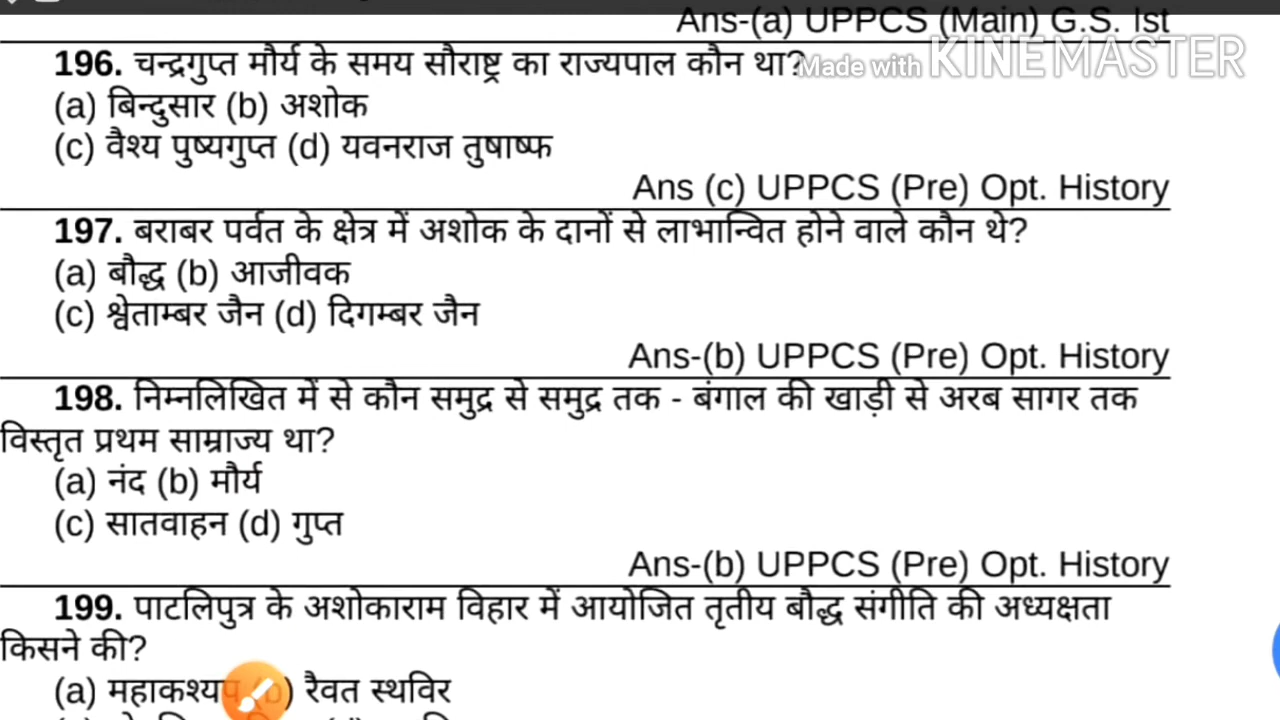 Ans-(a) UPPCS (Main) G.S. Ist
196. चन्द्रगुप्त मौर्य के समय सौराष्ट्र का राज्यपाल कौन था?
Made with KINEMASTER
(a) बिन्दुसार (b) अशोक
(c) वैश्य पुष्यगुप्त (d) यवनराज तुषाष्फ
Ans (c) UPPCS (Pre) Opt. History
197. बराबर पर्वत के क्षेत्र में अशोक के दानों से लाभान्वित होने वाले कौन थे?
(a) बौद्ध (b) आजीवक
(c) श्वेताम्बर जैन (d) दिगम्बर जैन
Ans-(b) UPPCS (Pre) Opt. History
198. निम्नलिखित में से कौन समुद्र से समुद्र तक - बंगाल की खाड़ी से अरब सागर तक
विस्तृत प्रथम साम्राज्य था?
(a) नंद (b) मौर्य
(c) सातवाहन (d) गुप्त
Ans-(b) UPPCS (Pre) Opt. History
199. पाटलिपुत्र के अशोकाराम विहार में आयोजित तृतीय बौद्ध संगीति की अध्यक्षता
किसने की?
(a) महाकश्यप (b) रैवत स्थविर